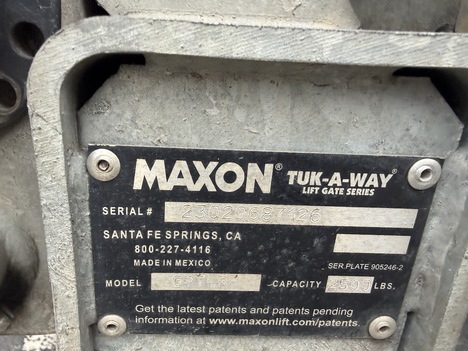 MAXON® TUK-A-WAY®
LIFT GATE SERIES
SERIAL #
SANTA FE SPRINGS, CA
800-227-4116
MADE IN MEXICO
SER.PLATE 905246-2
MODEL CAPACITY LBS.
Get the latest patents and patents pending
information at www.maxonlift.com/patents.